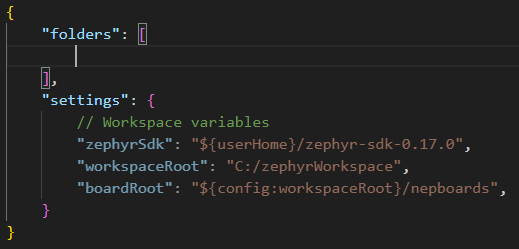 {
"folders": [
],
"settings": {
// Workspace variables
"zephyrSdk": "${userHome}/zephyr-sdk-0.17.0",
"workspaceRoot": "C:/zephyrWorkspace",
"boardRoot": "${config:workspaceRoot}/nepboards",
}
}